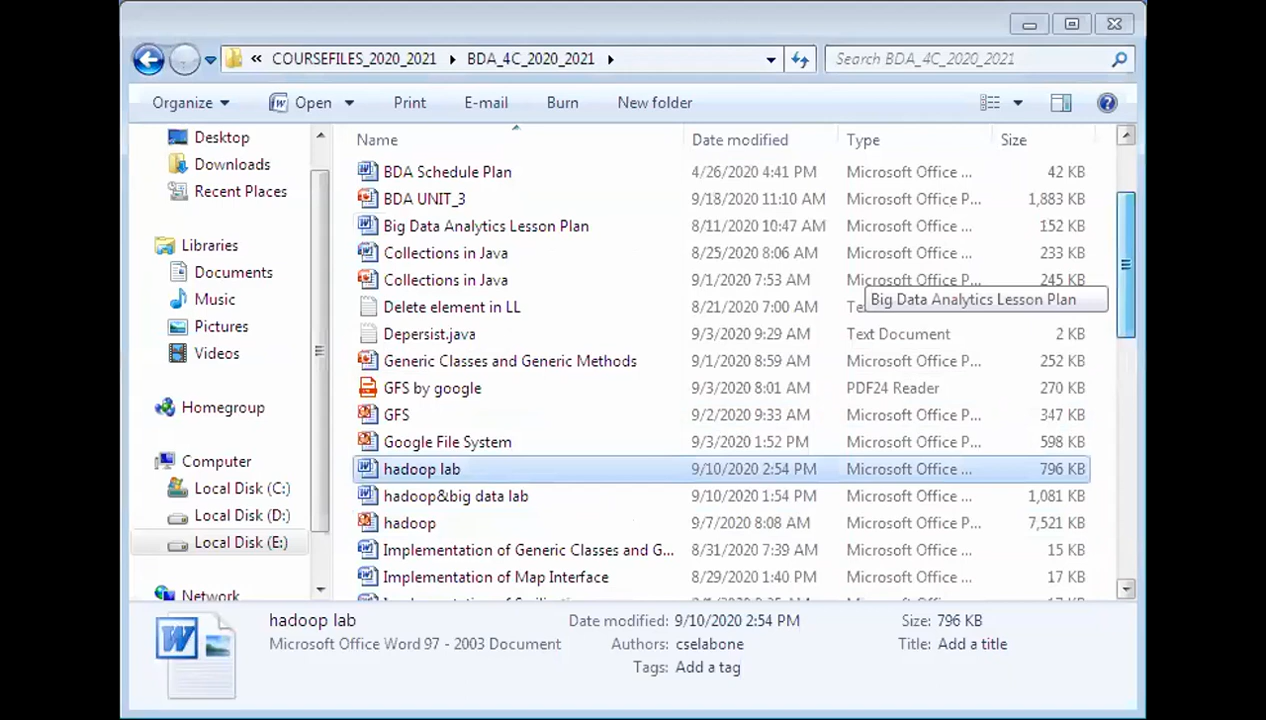 « COURSEFILES_2020_2021 BDA_4C_2020_2021 Search BDA_4C_2020_2021
Organize Open Print E-mail Burn New folder
Desktop
Downloads
Recent Places
Libraries
Documents
Music
Pictures
Videos
Homegroup
Computer
Local Disk (C:)
Local Disk (D:)
Local Disk (E:)
Network
Name Date modified Type Size
BDA Schedule Plan 4/26/2020 4:41 PM Microsoft Office ... 42 KB
BDA UNIT_3 9/18/2020 11:10 AM Microsoft Office P... 1,883 KB
Big Data Analytics Lesson Plan 8/11/2020 10:47 AM Microsoft Office ... 152 KB
Collections in Java 8/25/2020 8:06 AM Microsoft Office ... 233 KB
Collections in Java 9/1/2020 7:53 AM Microsoft Office P... 245 KB
Big Data Analytics Lesson Plan
Delete element in LL 8/21/2020 7:00 AM
Depersist.java 9/3/2020 9:29 AM Text Document 2 KB
Generic Classes and Generic Methods 9/1/2020 8:59 AM Microsoft Office P... 252 KB
GFS by google 9/3/2020 8:01 AM PDF24 Reader 270 KB
GFS 9/2/2020 9:33 AM Microsoft Office P... 347 KB
Google File System 9/3/2020 1:52 PM Microsoft Office P... 598 KB
hadoop lab 9/10/2020 2:54 PM Microsoft Office ... 796 KB
hadoop&big data lab 9/10/2020 1:54 PM Microsoft Office ... 1,081 KB
hadoop 9/7/2020 8:08 AM Microsoft Office P... 7,521 KB
Implementation of Generic Classes and G... 8/31/2020 7:39 AM Microsoft Office ... 15 KB
Implementation of Map Interface 8/29/2020 1:40 PM Microsoft Office ... 17 KB
hadoop lab Date modified: 9/10/2020 2:54 PM Size: 796 KB
Microsoft Office Word 97 - 2003 Document Authors: cselabone Title: Add a title
Tags: Add a tag